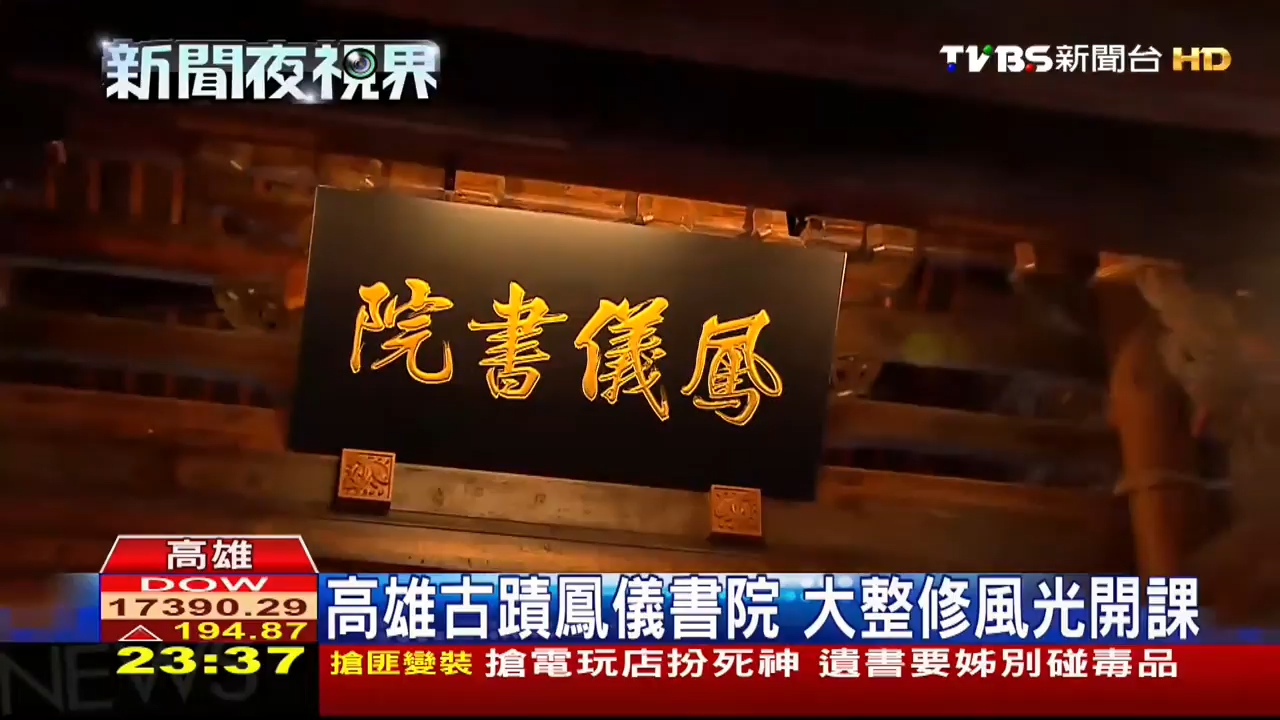 新聞夜視界
TVBS新聞台 HD
鳳儀書院
高雄
DOW
17390.29
194.87
23:37
高雄古蹟鳳儀書院 大整修風光開課
搶匪變裝 搶電玩店扮死神 遺書要姊別碰毒品
NEWS